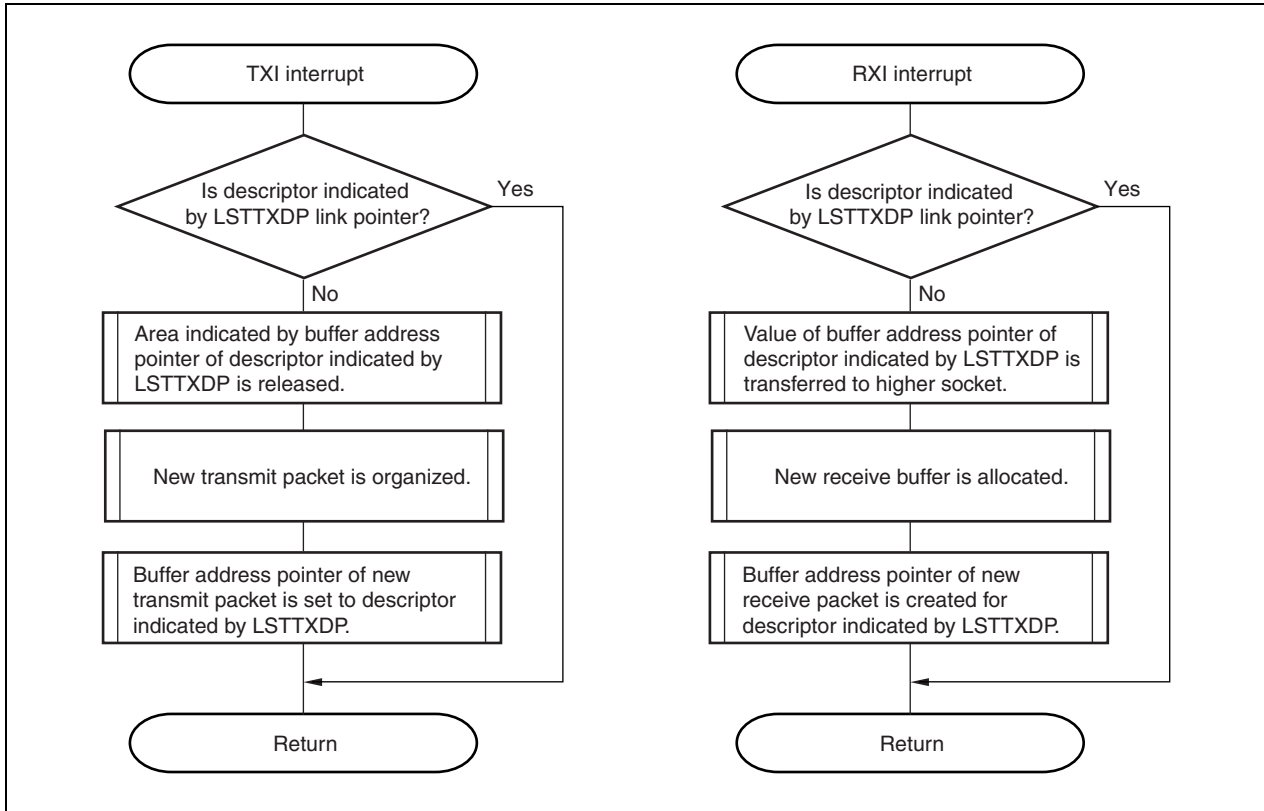 TXI interrupt
Is descriptor indicated
by LSTTXDP link pointer?
Yes
No
Area indicated by buffer address
pointer of descriptor indicated by
LSTTXDP is released.
New transmit packet is organized.
Buffer address pointer of new
transmit packet is set to descriptor
indicated by LSTTXDP.
Return
RXI interrupt
Is descriptor indicated
by LSTTXDP link pointer?
Yes
No
Value of buffer address pointer of
descriptor indicated by LSTTXDP is
transferred to higher socket.
New receive buffer is allocated.
Buffer address pointer of new
receive packet is created for
descriptor indicated by LSTTXDP.
Return